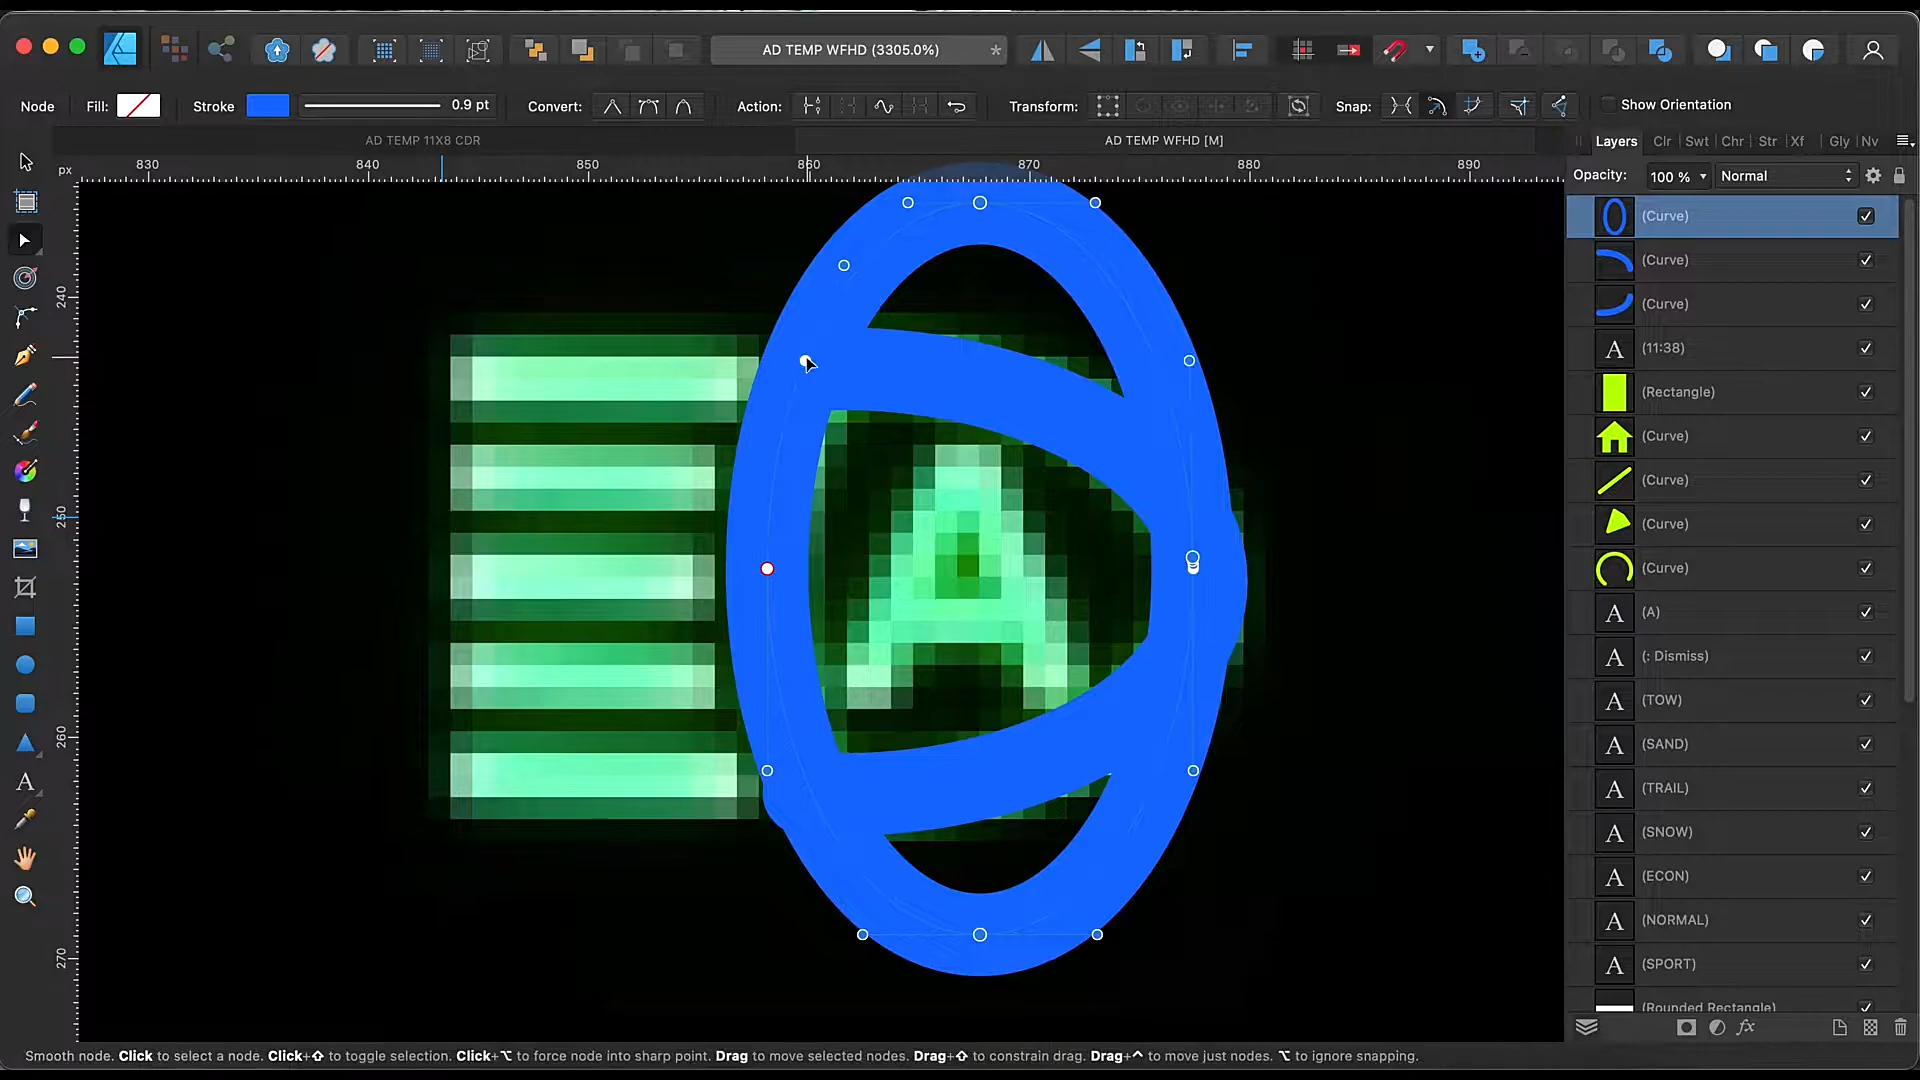 AD TEMP WFHD (3305.0%)
*
Node
Fill:
Stroke
0.9 pt
Convert:
Action:
Transform:
Snap:
Show Orientation
AD TEMP 11X8 CDR
AD TEMP WFHD [M]
Layers
Clr
Swt
Chr
Str
Xf
Gly
Nv
px
830
840
850
860
870
880
890
Opacity:
100 %
Normal
240
250
260
270
A
(Curve)
(Curve)
(Curve)
A (11:38)
(Rectangle)
(Curve)
(Curve)
(Curve)
(Curve)
A (A)
A (: Dismiss)
A (TOW)
A (SAND)
A (TRAIL)
A (SNOW)
A (ECON)
A (NORMAL)
A (SPORT)
(Rounded Rectangle)
A
fx
Smooth node. Click to select a node. Click+⇧ to toggle selection. Click+⌥ to force node into sharp point. Drag to move selected nodes. Drag+⇧ to constrain drag. Drag+^ to move just nodes. ⌥ to ignore snapping.